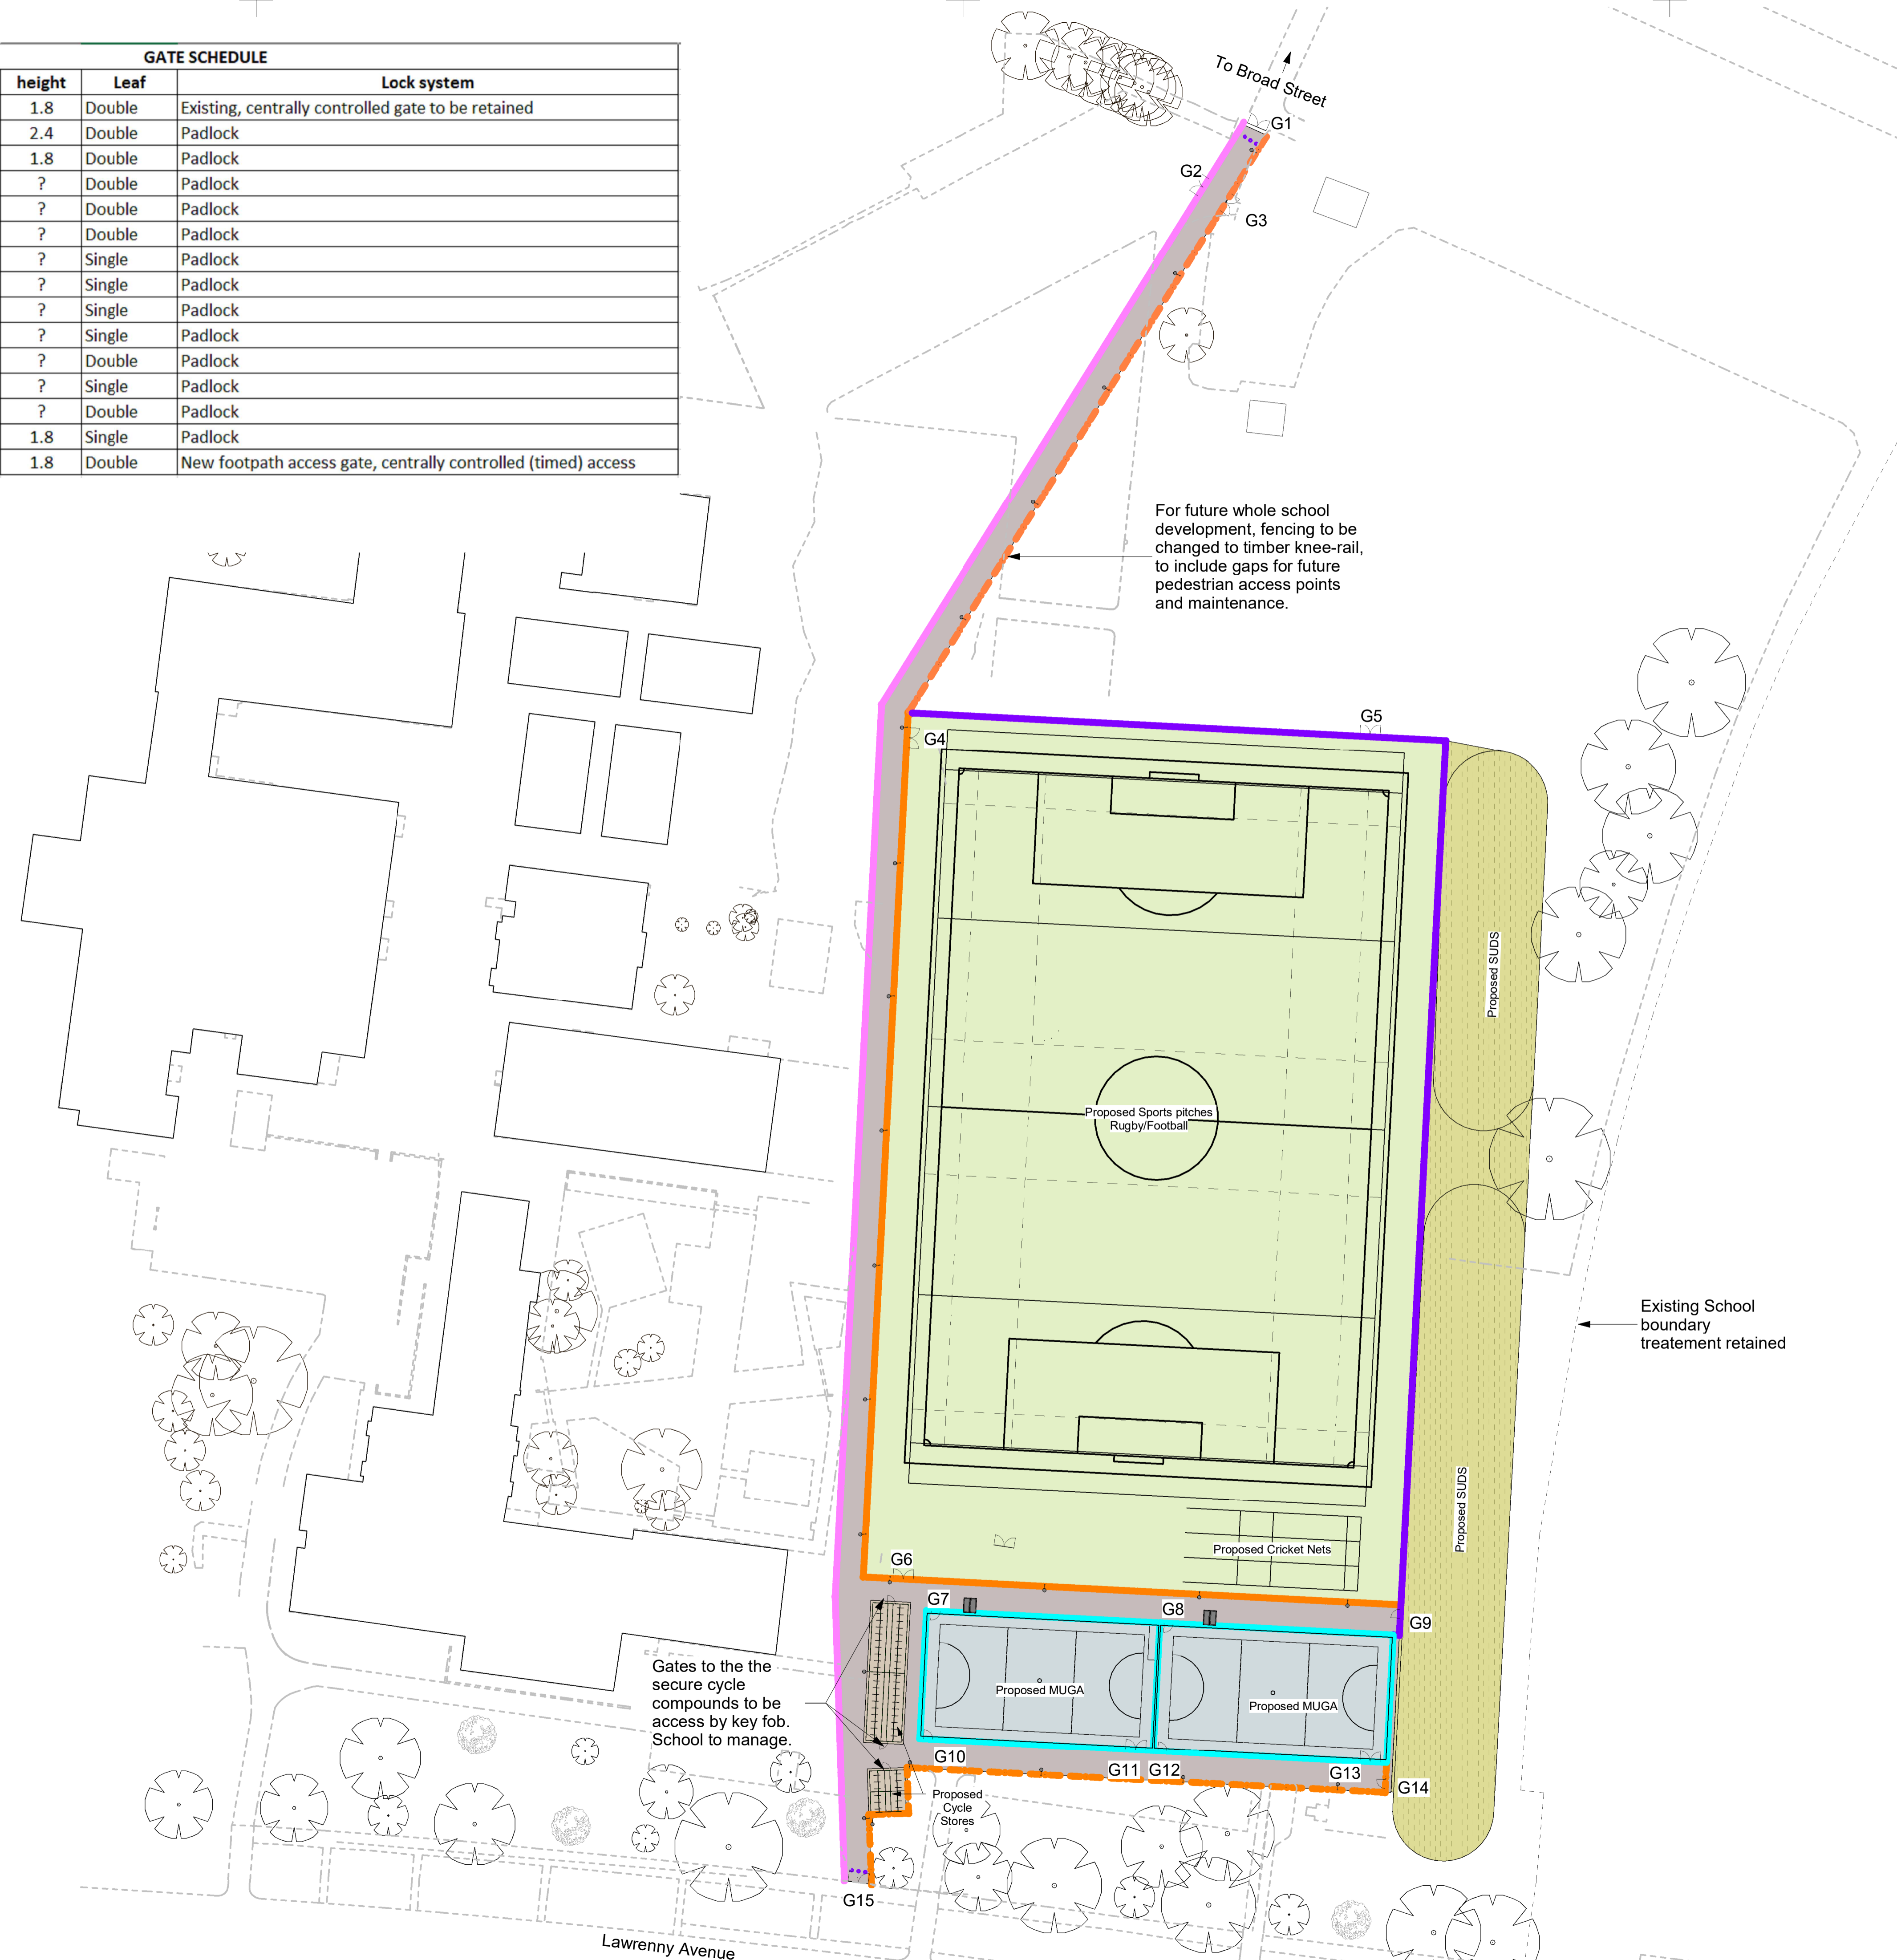 GATE SCHEDULE
height Leaf Lock system
1.8 Double Existing, centrally controlled gate to be retained
2.4 Double Padlock
1.8 Double Padlock
? Double Padlock
? Double Padlock
? Double Padlock
? Single Padlock
? Single Padlock
? Single Padlock
? Single Padlock
? Double Padlock
? Single Padlock
? Double Padlock
1.8 Single Padlock
1.8 Double New footpath access gate, centrally controlled (timed) access
To Broad Street
G1
G2
G3
For future whole school
development, fencing to be
changed to timber knee-rail,
to include gaps for future
pedestrian access points
and maintenance.
G5
G4
Proposed SUDS
Proposed Sports pitches
Rugby/Football
Existing School
boundary
treatement retained
Proposed SUDS
Proposed Cricket Nets
G6
G7
G8
G9
Gates to the the
secure cycle
compounds to be
access by key fob.
School to manage.
Proposed MUGA
Proposed MUGA
G10
G11
G12
G13
G14
Proposed
Cycle
Stores
G15
Lawrenny Avenue